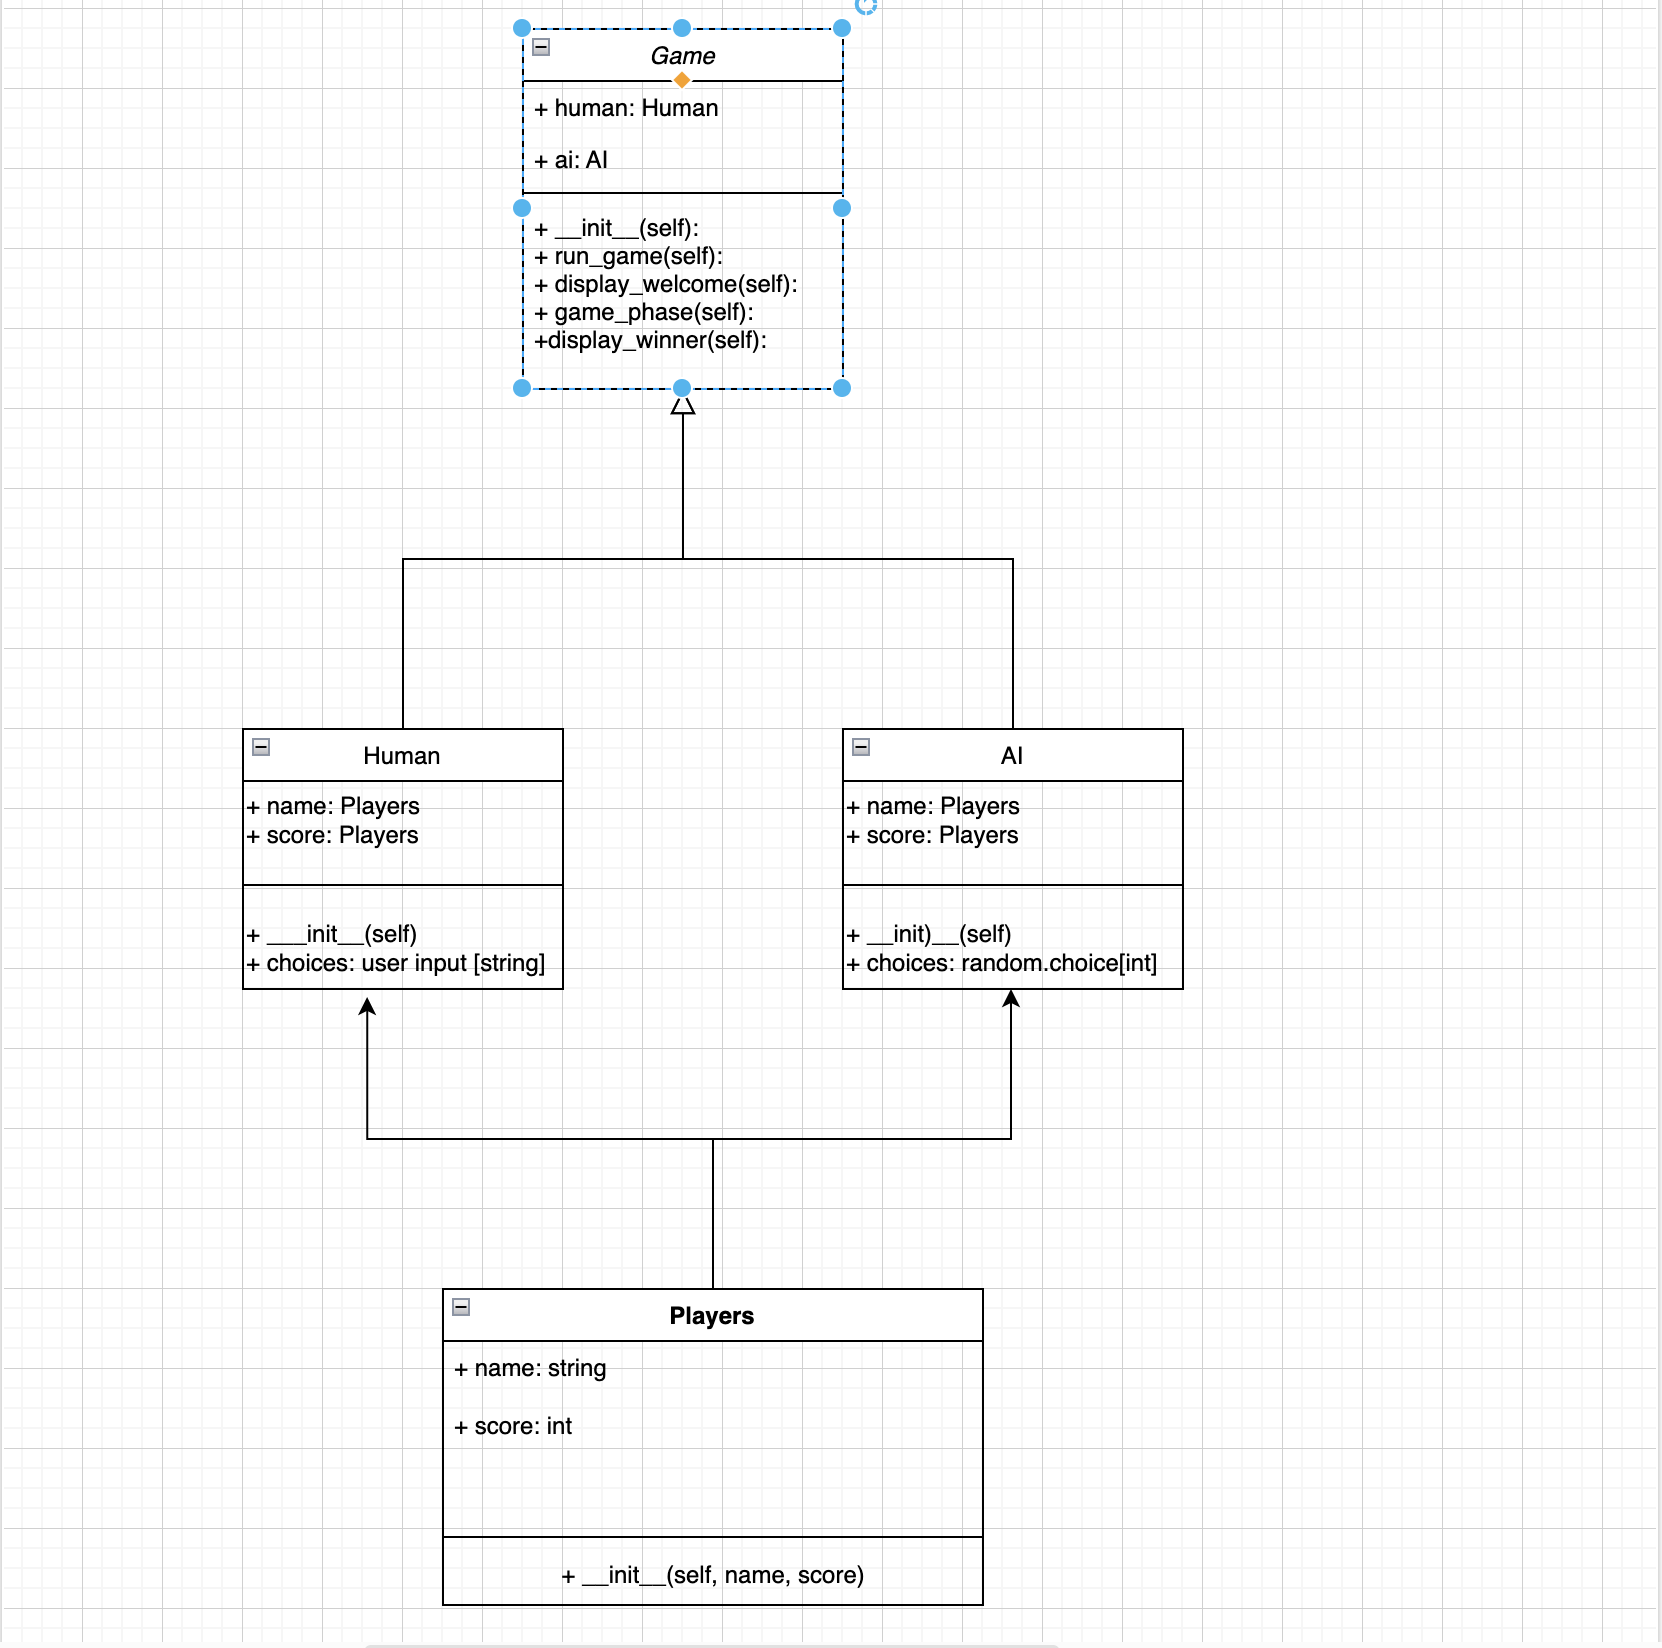 Game
+ human: Human
+ ai: AI
+ __init__(self):
+ run_game(self):
+ display_welcome(self):
+ game_phase(self):
+display_winner(self):
Human
+ name: Players
+ score: Players
+ ___init__(self)
+ choices: user input [string]
AI
+ name: Players
+ score: Players
+ __init)__(self)
+ choices: random.choice[int]
Players
+ name: string
+ score: int
+ __init__(self, name, score)